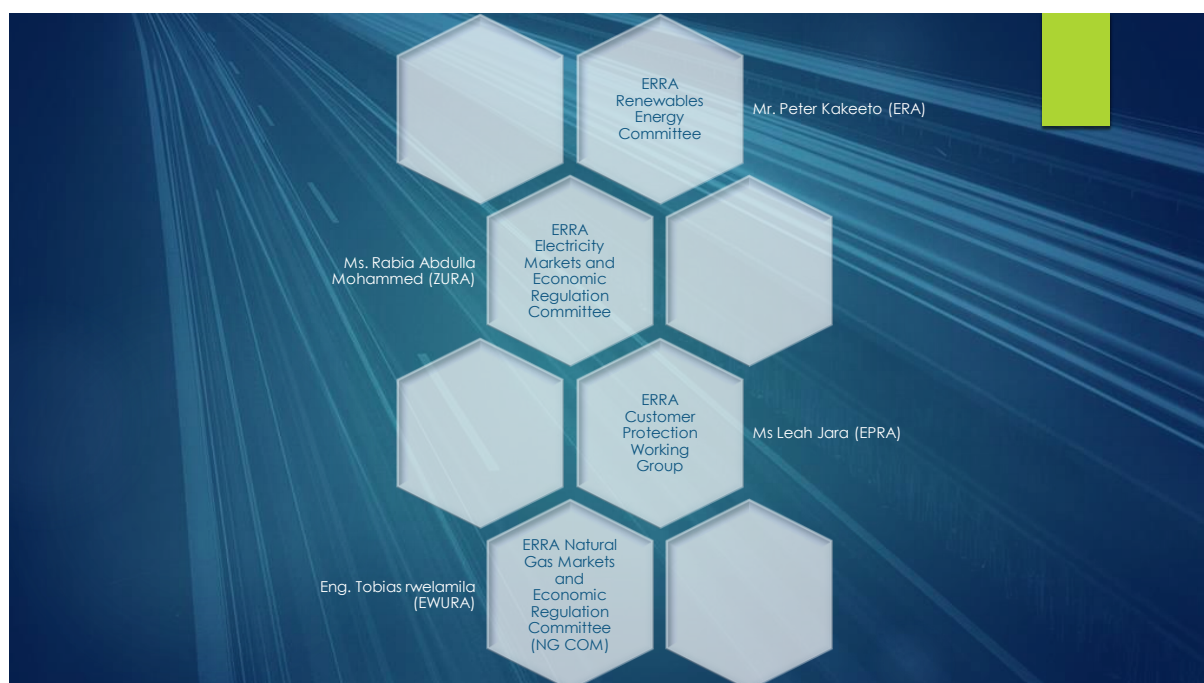 ERRA
Renewables
Energy
Committee
Mr. Peter Kakeeto (ERA)
Ms. Rabia Abdulla
Mohammed (ZURA)
ERRA
Electricity
Markets and
Economic
Regulation
Committee
ERRA
Customer
Protection
Working
Group
Ms Leah Jara (EPRA)
Eng. Tobias rwelamila
(EWURA)
ERRA Natural
Gas Markets
and
Economic
Regulation
Committee
(NG COM)